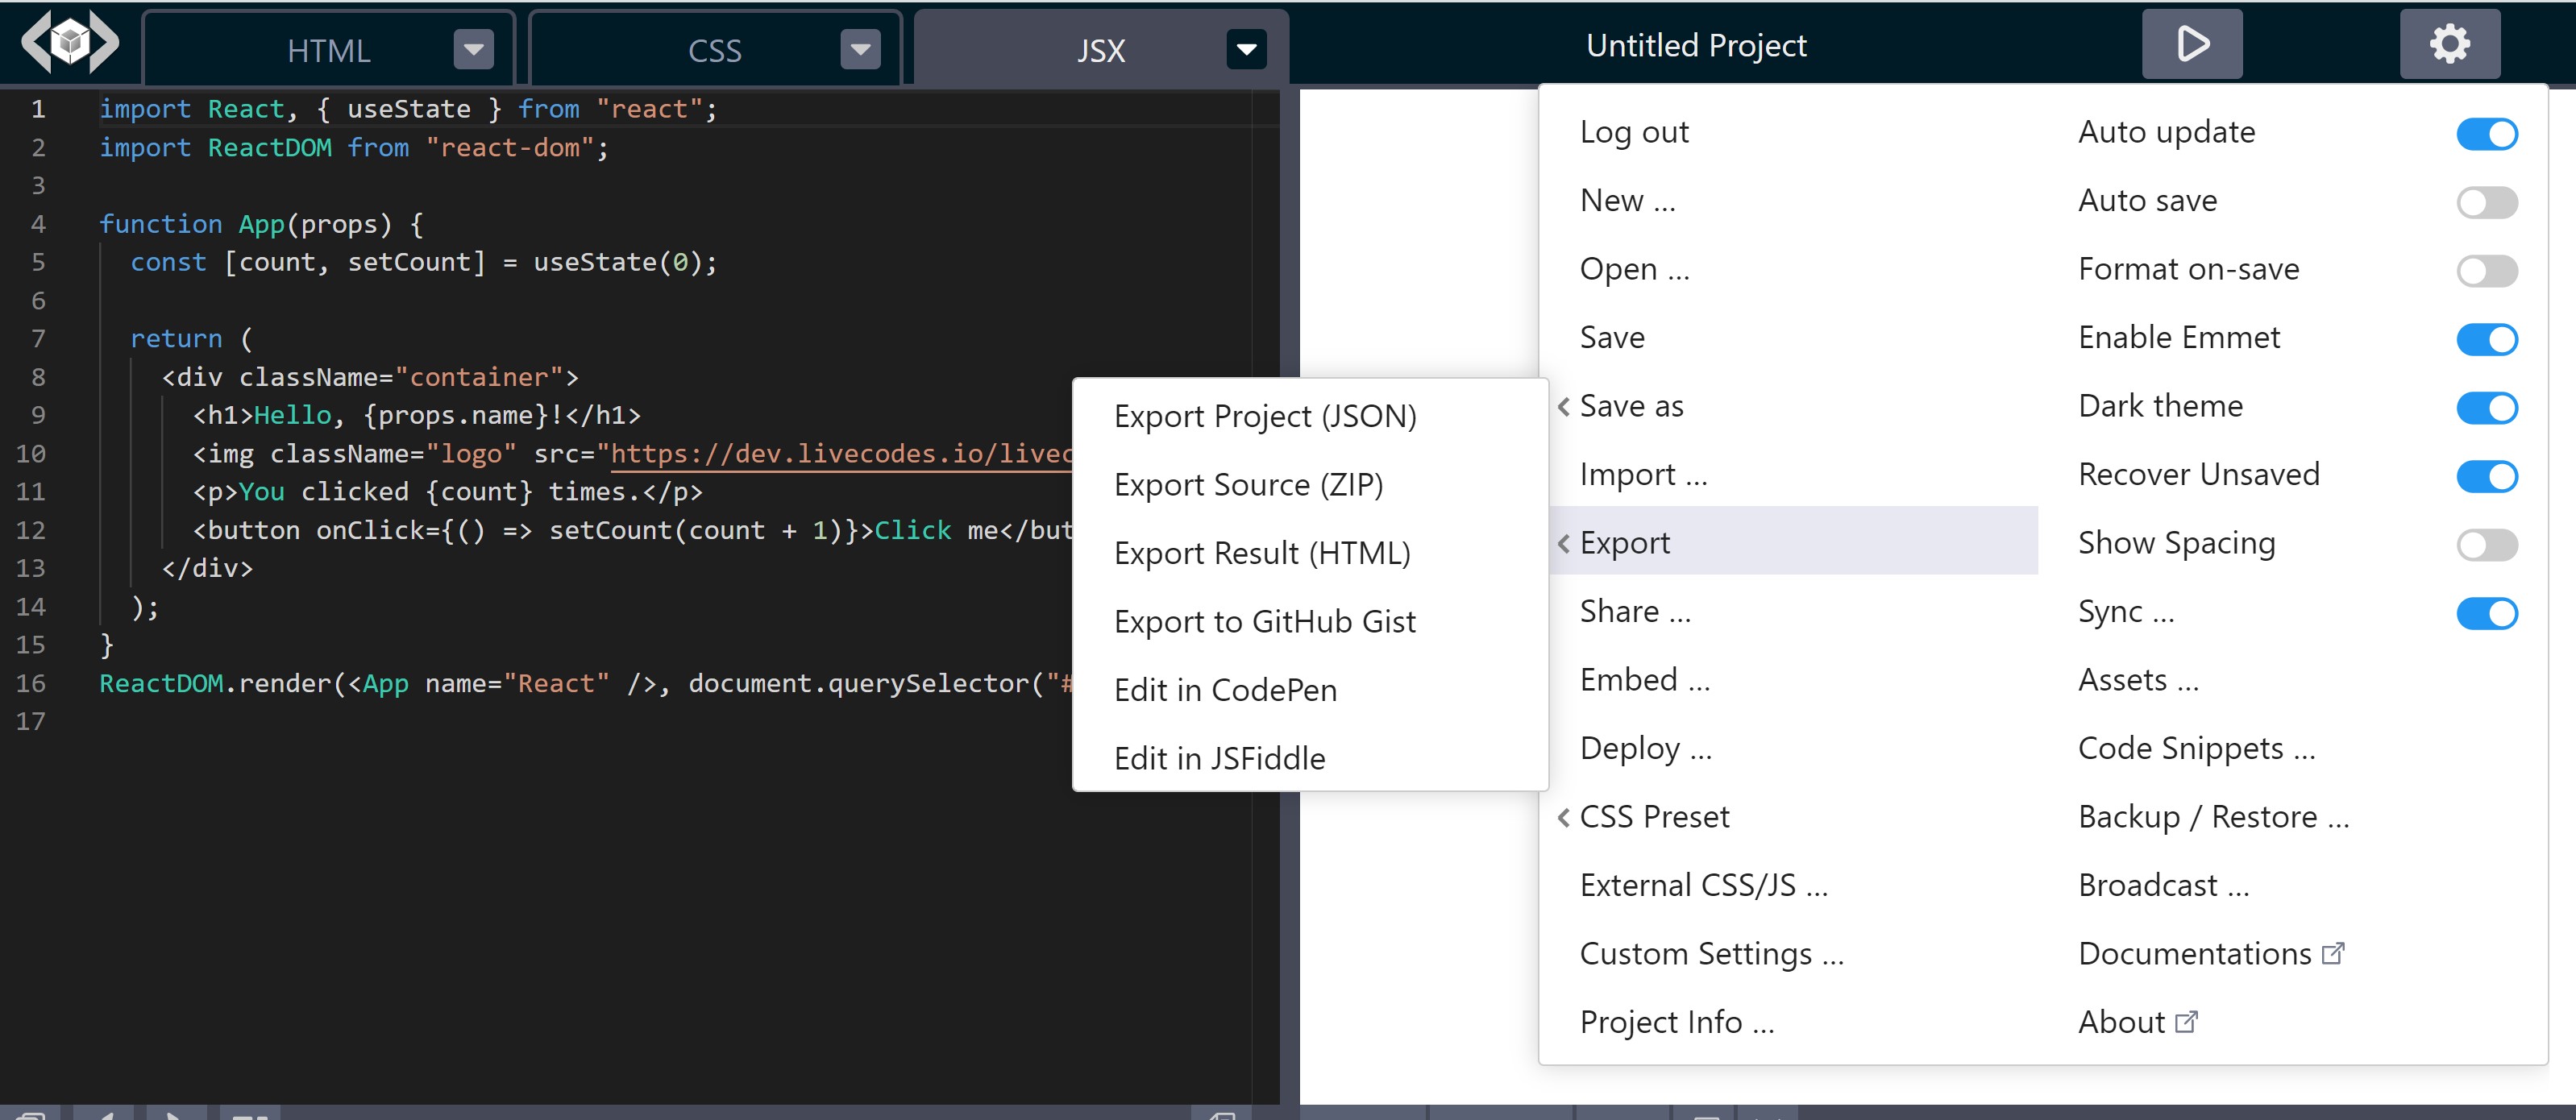 HTML
CSS
JSX
Untitled Project
1 import React, { useState } from "react";
2 import ReactDOM from "react-dom";
3
4 function App(props) {
5 const [count, setCount] = useState(0);
6
7 return (
8 <div className="container">
9 <h1>Hello, {props.name}!</h1>
10 <img className="logo" src="https://dev.livecodes.io/livec
11 <p>You clicked {count} times.</p>
12 <button onClick={() => setCount(count + 1)}>Click me</but
13 </div>
14 );
15 }
16 ReactDOM.render(<App name="React" />, document.querySelector("#
17
Export Project (JSON)
Export Source (ZIP)
Export Result (HTML)
Export to GitHub Gist
Edit in CodePen
Edit in JSFiddle
Log out
New ...
Open ...
Save
Save as
Import ...
Export
Share ...
Embed ...
Deploy ...
CSS Preset
External CSS/JS ...
Custom Settings ...
Project Info ...
Auto update
Auto save
Format on-save
Enable Emmet
Dark theme
Recover Unsaved
Show Spacing
Sync ...
Assets ...
Code Snippets ...
Backup / Restore ...
Broadcast ...
Documentations
About